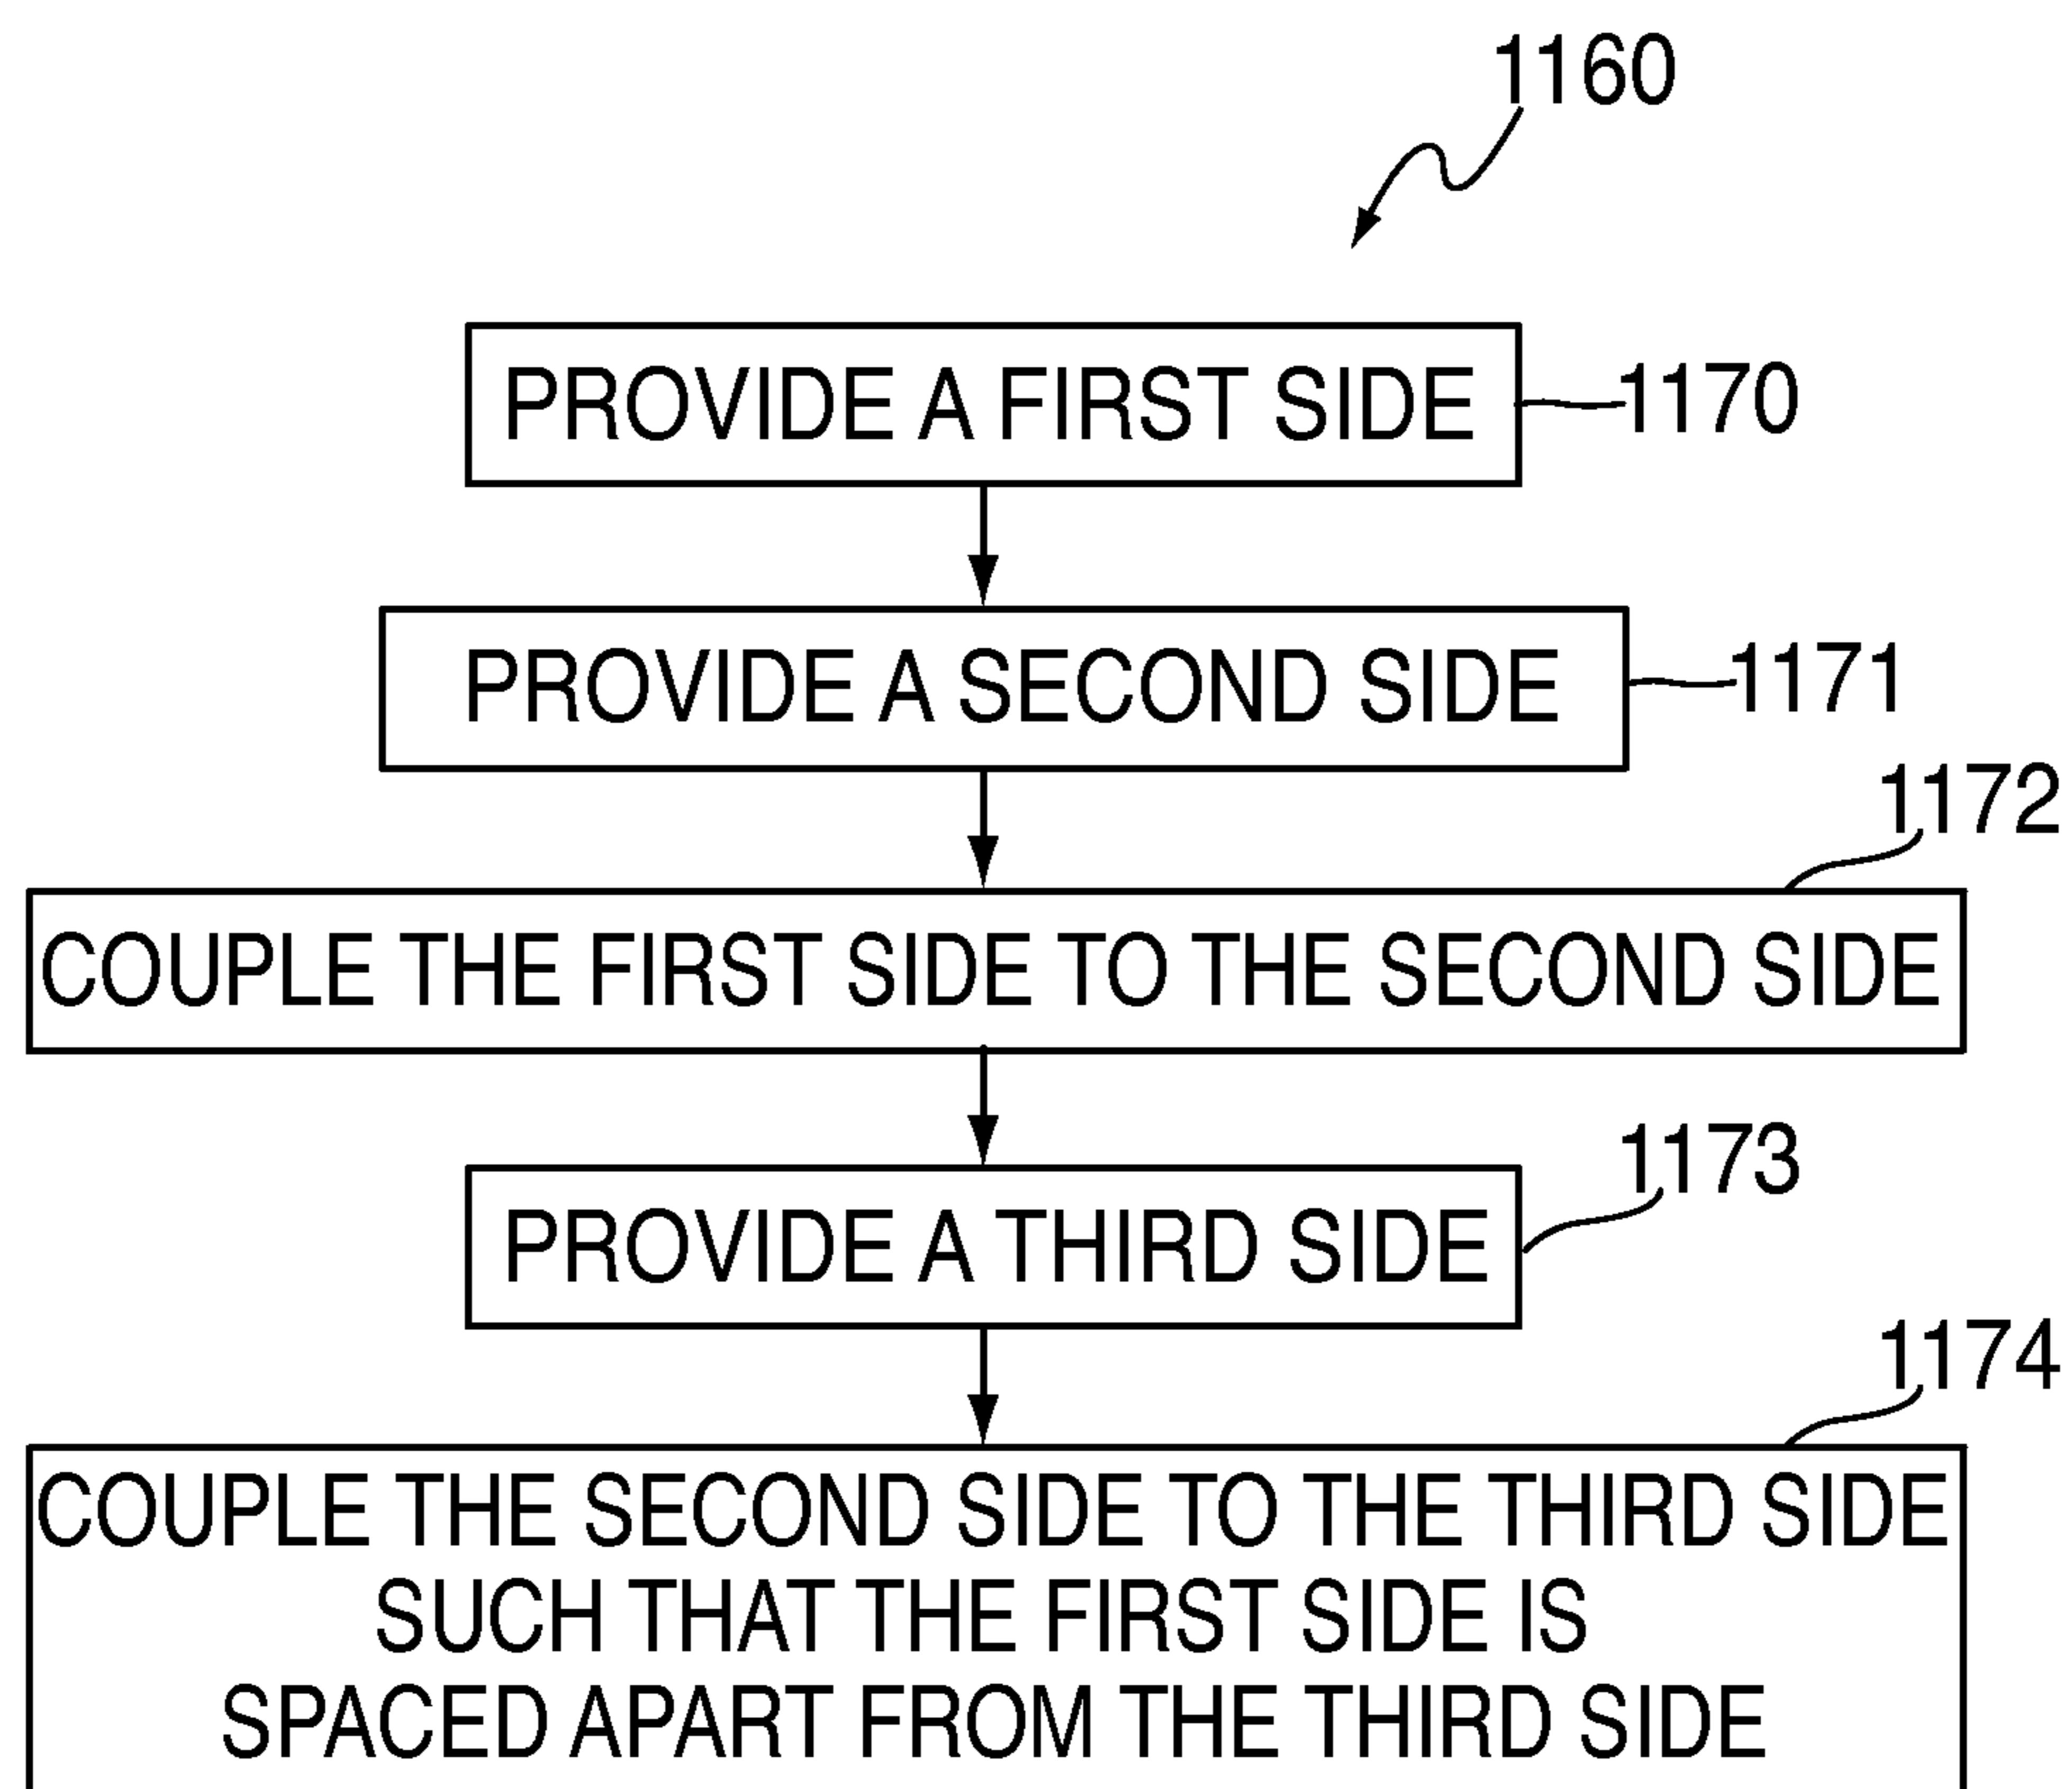 1160
PROVIDE A FIRST SIDE
1170
PROVIDE A SECOND SIDE
1171
1172
COUPLE THE FIRST SIDE TO THE SECOND SIDE
1173
PROVIDE A THIRD SIDE
1174
COUPLE THE SECOND SIDE TO THE THIRD SIDE
SUCH THAT THE FIRST SIDE IS
SPACED APART FROM THE THIRD SIDE